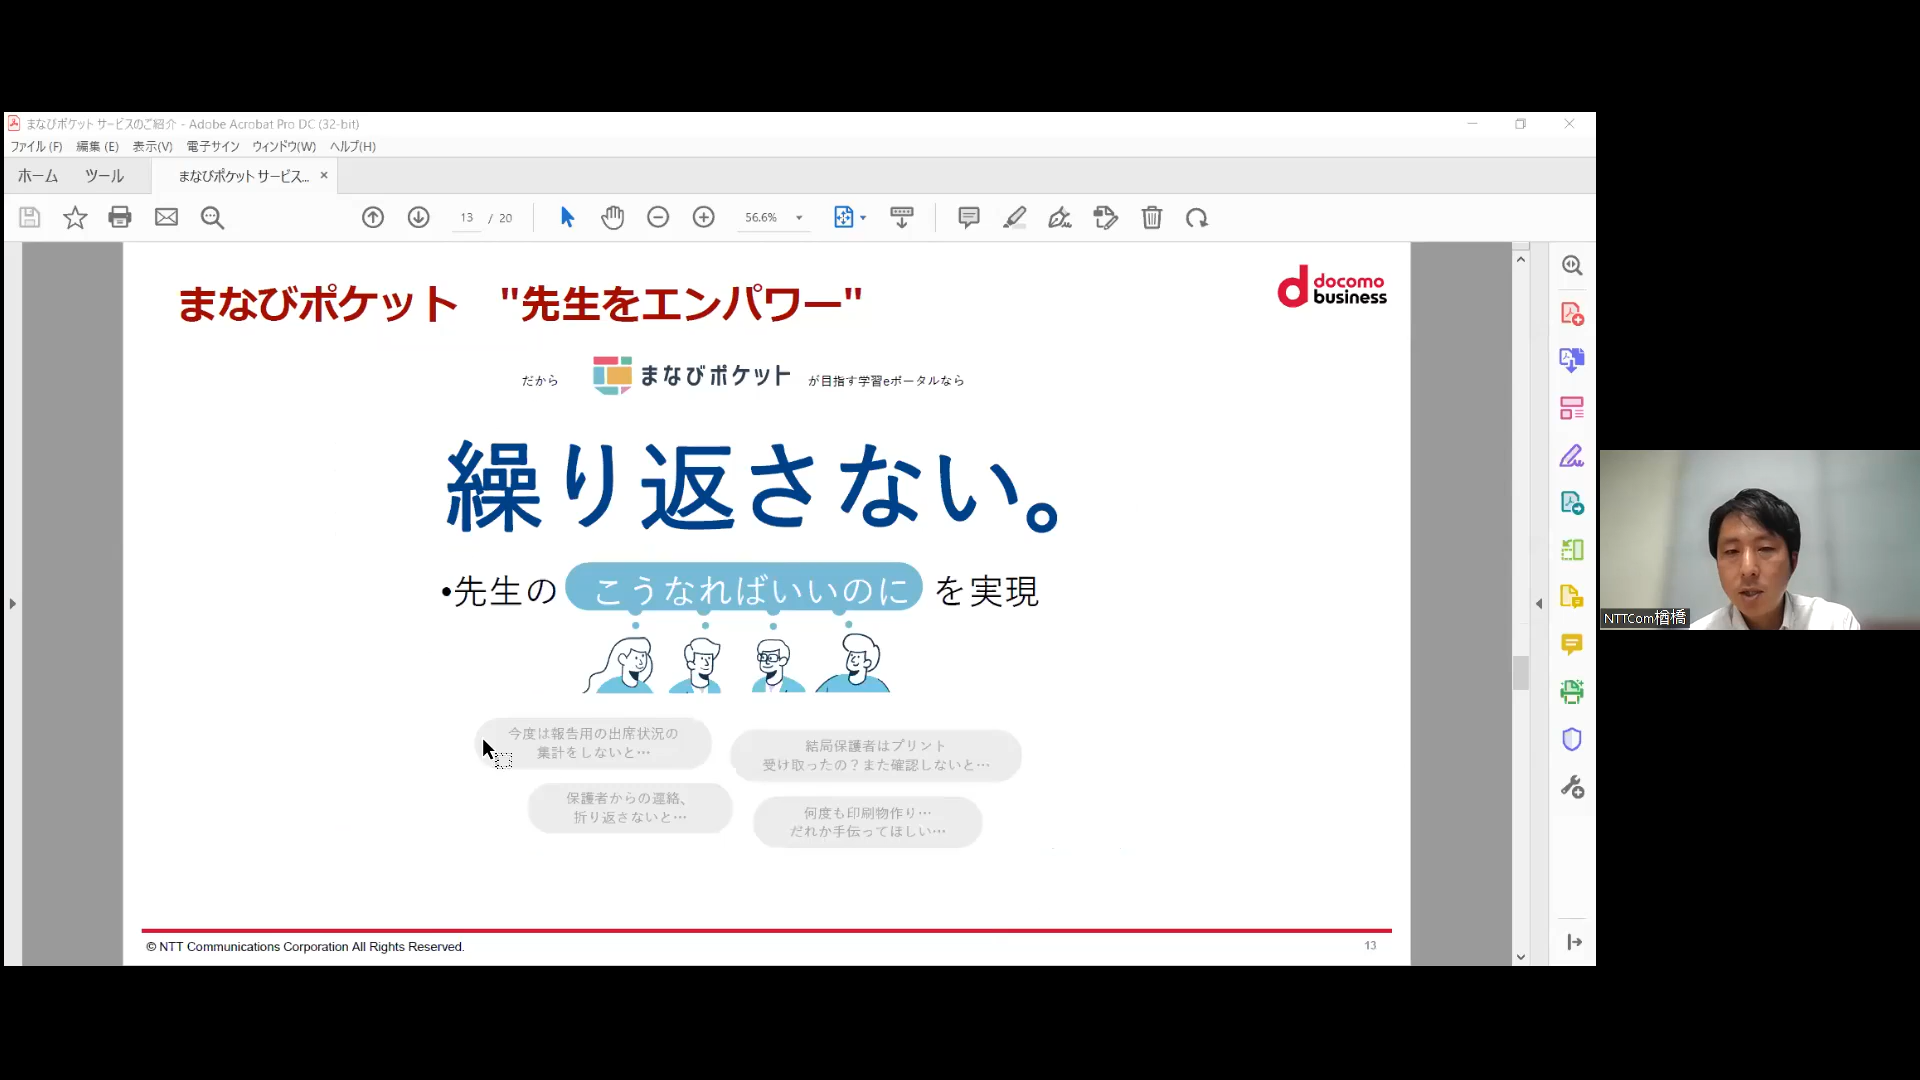 まなびポケット サービスのご紹介 - Adobe Acrobat Pro DC (32-bit)
ファイル(F) 編集(E) 表示(V) 電子サイン ウィンドウ(W) ヘルプ(H)
ホーム ツール まなびポケット サービス... ×
13 / 20 56.6%
まなびポケット "先生をエンパワー"
docomo
business
だから まなびポケット が目指す学習eポータルなら
繰り返さない。
•先生の こうなればいいのに を実現
今度は報告用の出席状況の
集計をしないと…
結局保護者はプリント
受け取ったの？また確認しないと…
保護者からの連絡、
折り返さないと…
何度も印刷物作り…
だれか手伝ってほしい…
© NTT Communications Corporation All Rights Reserved.
13
NTTCom楢橋